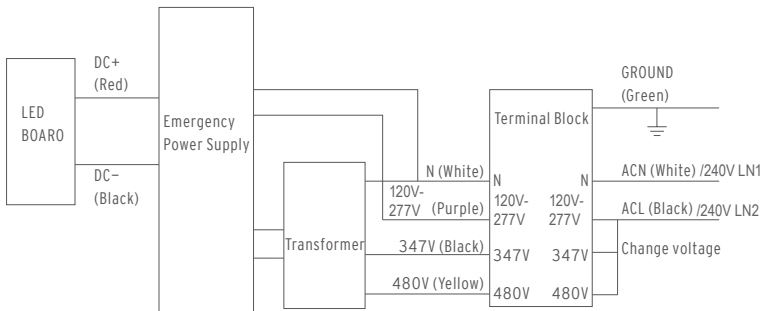 DC+
(Red)
LED
BOARO
DC–
(Black)
Emergency
Power Supply
Transformer
N (White)
120V-
277V
(Purple)
347V (Black)
480V (Yellow)
Terminal Block
N
120V-
277V
347V
480V
N
120V-
277V
347V
480V
GROUND
(Green)
ACN (White) /240V LN1
ACL (Black) /240V LN2
Change voltage